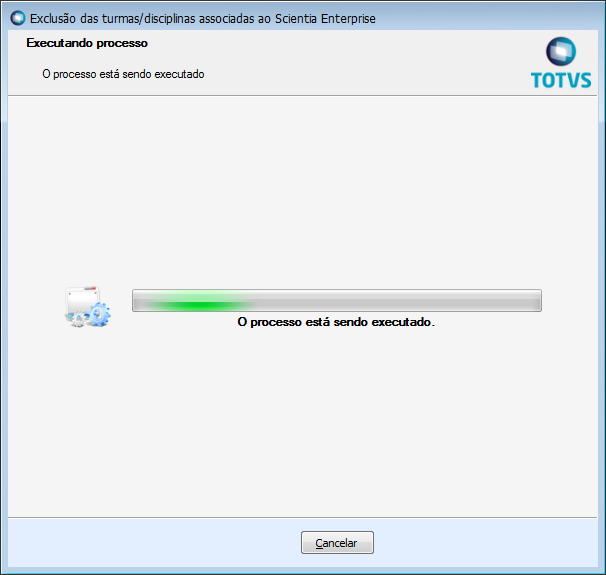 Exclusão das turmas/disciplinas associadas ao Scientia Enterprise
Executando processo
O processo está sendo executado
TOTVS
O processo está sendo executado.
Cancelar